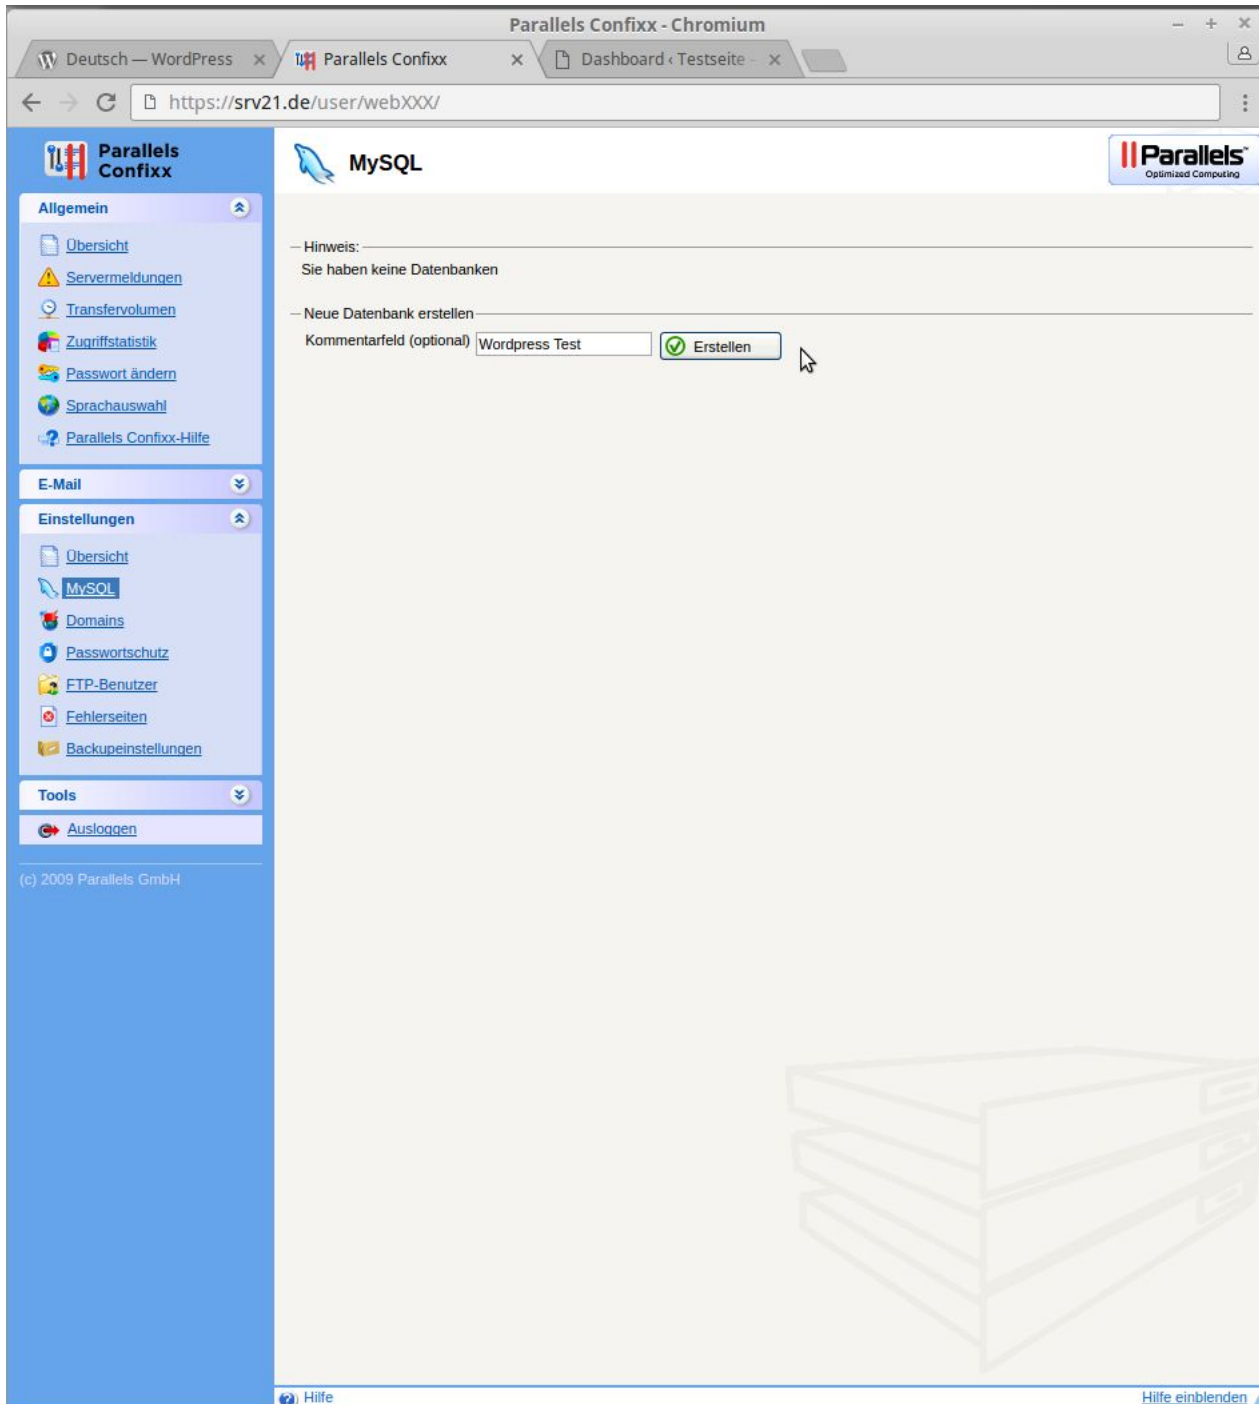 Parallels Confixx - Chromium
Deutsch — WordPress
Parallels Confixx
Dashboard ‹ Testseite -
https://srv21.de/user/webXXX/
Parallels
Confixx
MySQL
Parallels™
Optimized Computing
Allgemein
Übersicht
Servermeldungen
Transfervolumen
Zugriffstatistik
Passwort ändern
Sprachauswahl
Parallels Confixx-Hilfe
E-Mail
Einstellungen
Übersicht
MySQL
Domains
Passwortschutz
FTP-Benutzer
Fehlerseiten
Backupeinstellungen
Tools
Ausloggen
(c) 2009 Parallels GmbH
Hinweis:
Sie haben keine Datenbanken
Neue Datenbank erstellen
Kommentarfeld (optional) Wordpress Test Erstellen
Hilfe
Hilfe einblenden